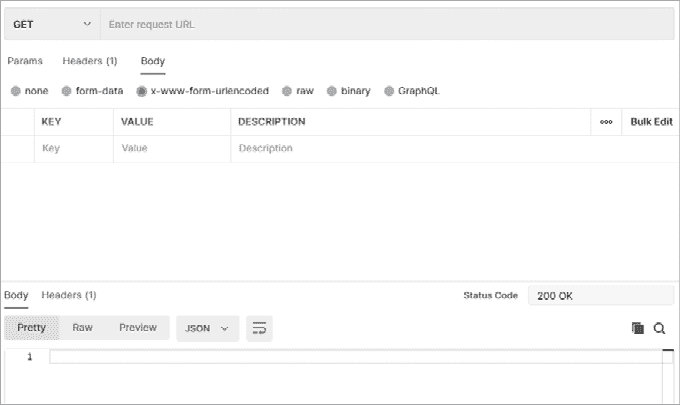 GET Enter request URL
Params Headers (1) Body
none form-data x-www-form-urlencoded raw binary GraphQL
KEY VALUE DESCRIPTION ooo Bulk Edit
Key Value Description
Body Headers (1) Status Code 200 OK
Pretty Raw Preview JSON
1